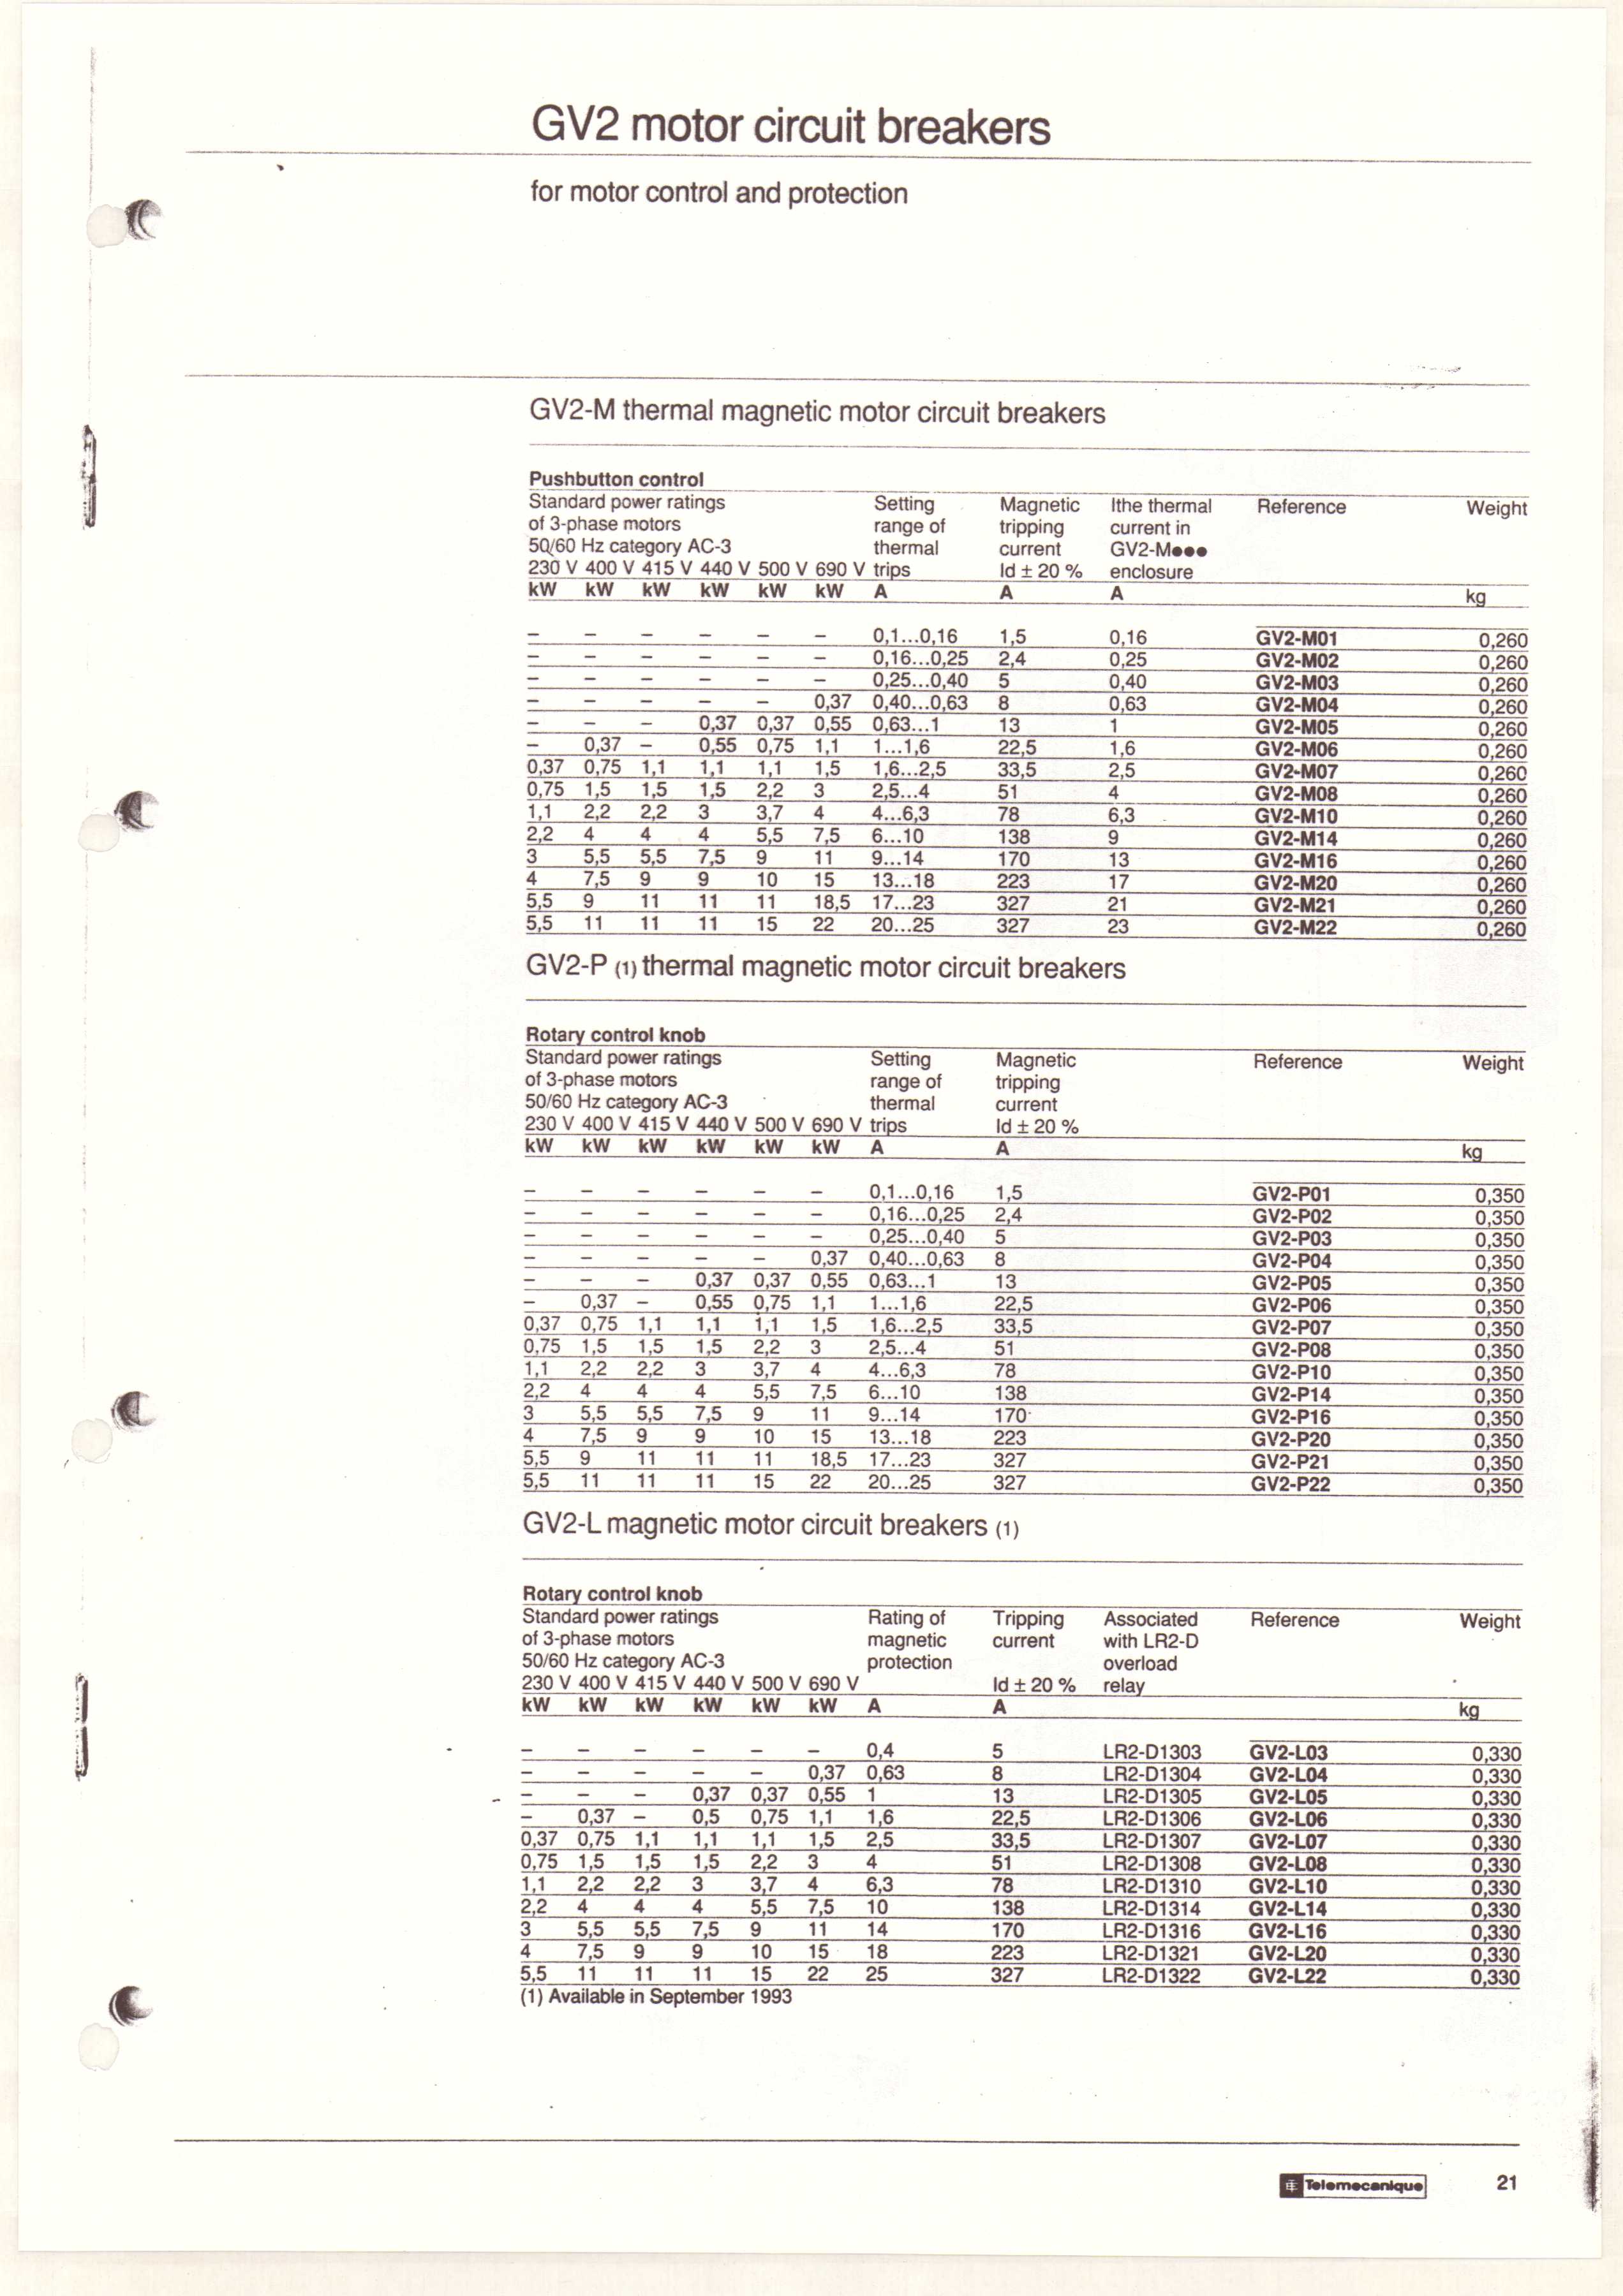 GV2 motor circuit breakers
for motor control and protection
GV2-M thermal magnetic motor circuit breakers
Pushbutton control
Standard power ratings Setting Magnetic Ithe thermal Reference Weight
of 3-phase motors range of tripping current in
50/60 Hz category AC-3 thermal current GV2-M●●●
230 V 400 V 415 V 440 V 500 V 690 V trips Id ± 20 % enclosure
kW kW kW kW kW kW A A A kg
– – – – – – 0,1...0,16 1,5 0,16 GV2-M01 0,260
– – – – – – 0,16...0,25 2,4 0,25 GV2-M02 0,260
– – – – – – 0,25...0,40 5 0,40 GV2-M03 0,260
– – – – – 0,37 0,40...0,63 8 0,63 GV2-M04 0,260
– – – 0,37 0,37 0,55 0,63...1 13 1 GV2-M05 0,260
– 0,37 – 0,55 0,75 1,1 1...1,6 22,5 1,6 GV2-M06 0,260
0,37 0,75 1,1 1,1 1,1 1,5 1,6...2,5 33,5 2,5 GV2-M07 0,260
0,75 1,5 1,5 1,5 2,2 3 2,5...4 51 4 GV2-M08 0,260
1,1 2,2 2,2 3 3,7 4 4...6,3 78 6,3 GV2-M10 0,260
2,2 4 4 4 5,5 7,5 6...10 138 9 GV2-M14 0,260
3 5,5 5,5 7,5 9 11 9...14 170 13 GV2-M16 0,260
4 7,5 9 9 10 15 13...18 223 17 GV2-M20 0,260
5,5 9 11 11 11 18,5 17...23 327 21 GV2-M21 0,260
5,5 11 11 11 15 22 20...25 327 23 GV2-M22 0,260
GV2-P (1) thermal magnetic motor circuit breakers
Rotary control knob
Standard power ratings Setting Magnetic Reference Weight
of 3-phase motors range of tripping
50/60 Hz category AC-3 thermal current
230 V 400 V 415 V 440 V 500 V 690 V trips Id ± 20 %
kW kW kW kW kW kW A A kg
– – – – – – 0,1...0,16 1,5 GV2-P01 0,350
– – – – – – 0,16...0,25 2,4 GV2-P02 0,350
– – – – – – 0,25...0,40 5 GV2-P03 0,350
– – – – – 0,37 0,40...0,63 8 GV2-P04 0,350
– – – 0,37 0,37 0,55 0,63...1 13 GV2-P05 0,350
– 0,37 – 0,55 0,75 1,1 1...1,6 22,5 GV2-P06 0,350
0,37 0,75 1,1 1,1 1,1 1,5 1,6...2,5 33,5 GV2-P07 0,350
0,75 1,5 1,5 1,5 2,2 3 2,5...4 51 GV2-P08 0,350
1,1 2,2 2,2 3 3,7 4 4...6,3 78 GV2-P10 0,350
2,2 4 4 4 5,5 7,5 6...10 138 GV2-P14 0,350
3 5,5 5,5 7,5 9 11 9...14 170 GV2-P16 0,350
4 7,5 9 9 10 15 13...18 223 GV2-P20 0,350
5,5 9 11 11 11 18,5 17...23 327 GV2-P21 0,350
5,5 11 11 11 15 22 20...25 327 GV2-P22 0,350
GV2-L magnetic motor circuit breakers (1)
Rotary control knob
Standard power ratings Rating of Tripping Associated Reference Weight
of 3-phase motors magnetic current with LR2-D
50/60 Hz category AC-3 protection overload
230 V 400 V 415 V 440 V 500 V 690 V Id ± 20 % relay
kW kW kW kW kW kW A A kg
– – – – – – 0,4 5 LR2-D1303 GV2-L03 0,330
– – – – – 0,37 0,63 8 LR2-D1304 GV2-L04 0,330
– – – 0,37 0,37 0,55 1 13 LR2-D1305 GV2-L05 0,330
– 0,37 – 0,5 0,75 1,1 1,6 22,5 LR2-D1306 GV2-L06 0,330
0,37 0,75 1,1 1,1 1,1 1,5 2,5 33,5 LR2-D1307 GV2-L07 0,330
0,75 1,5 1,5 1,5 2,2 3 4 51 LR2-D1308 GV2-L08 0,330
1,1 2,2 2,2 3 3,7 4 6,3 78 LR2-D1310 GV2-L10 0,330
2,2 4 4 4 5,5 7,5 10 138 LR2-D1314 GV2-L14 0,330
3 5,5 5,5 7,5 9 11 14 170 LR2-D1316 GV2-L16 0,330
4 7,5 9 9 10 15 18 223 LR2-D1321 GV2-L20 0,330
5,5 11 11 11 15 22 25 327 LR2-D1322 GV2-L22 0,330
(1) Available in September 1993
Telemecanique 21